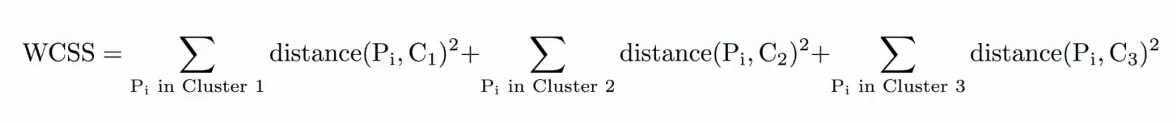 WCSS = ∑ distance(Pᵢ, C₁)² + ∑ distance(Pᵢ, C₂)² + ∑ distance(Pᵢ, C₃)²
Pᵢ in Cluster 1 Pᵢ in Cluster 2 Pᵢ in Cluster 3